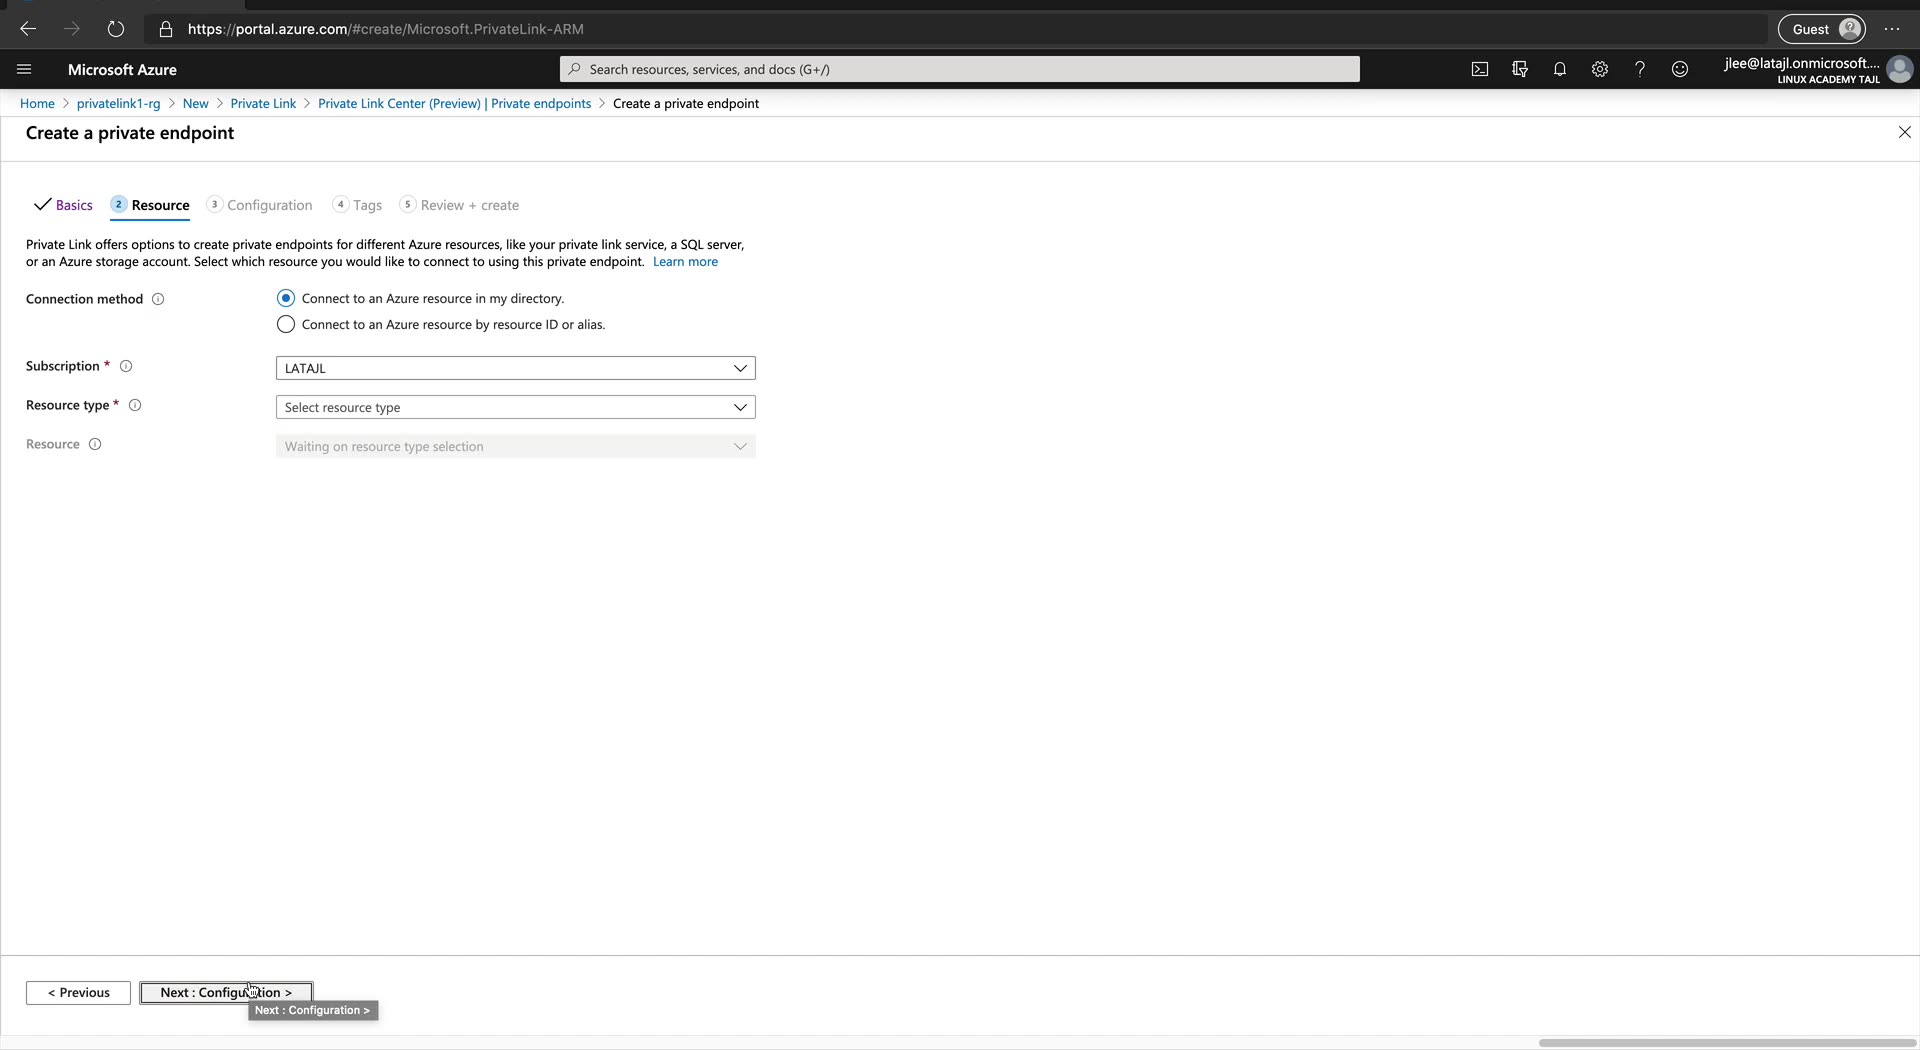 https://portal.azure.com/#create/Microsoft.PrivateLink-ARM
Guest
Microsoft Azure
Search resources, services, and docs (G+/)
jlee@latajl.onmicrosoft....
LINUX ACADEMY TAJL
Home > privatelink1-rg > New > Private Link > Private Link Center (Preview) | Private endpoints > Create a private endpoint
Create a private endpoint
Basics
2 Resource
3 Configuration
4 Tags
5 Review + create
Private Link offers options to create private endpoints for different Azure resources, like your private link service, a SQL server,
or an Azure storage account. Select which resource you would like to connect to using this private endpoint. Learn more
Connection method
Connect to an Azure resource in my directory.
Connect to an Azure resource by resource ID or alias.
Subscription *
LATAJL
Resource type *
Select resource type
Resource
Waiting on resource type selection
< Previous
Next : Configuration >
Next : Configuration >